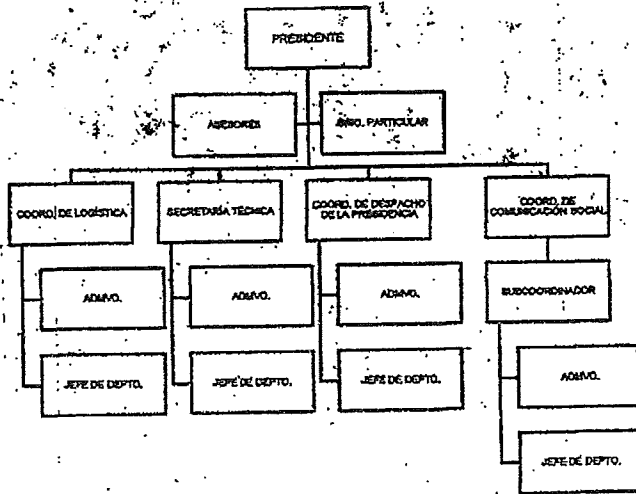 PRESIDENTE
ASESORES
SRIO. PARTICULAR
COORD. DE LOGÍSTICA
SECRETARÍA TÉCNICA
COORD. DE DESPACHO
DE LA PRESIDENCIA
COORD. DE
COMUNICACIÓN SOCIAL
ADMVO.
ADMVO.
ADMVO.
SUBCOORDINADOR
JEFE DE DEPTO.
JEFE DE DEPTO.
JEFE DE DEPTO.
ADMVO.
JEFE DE DEPTO.